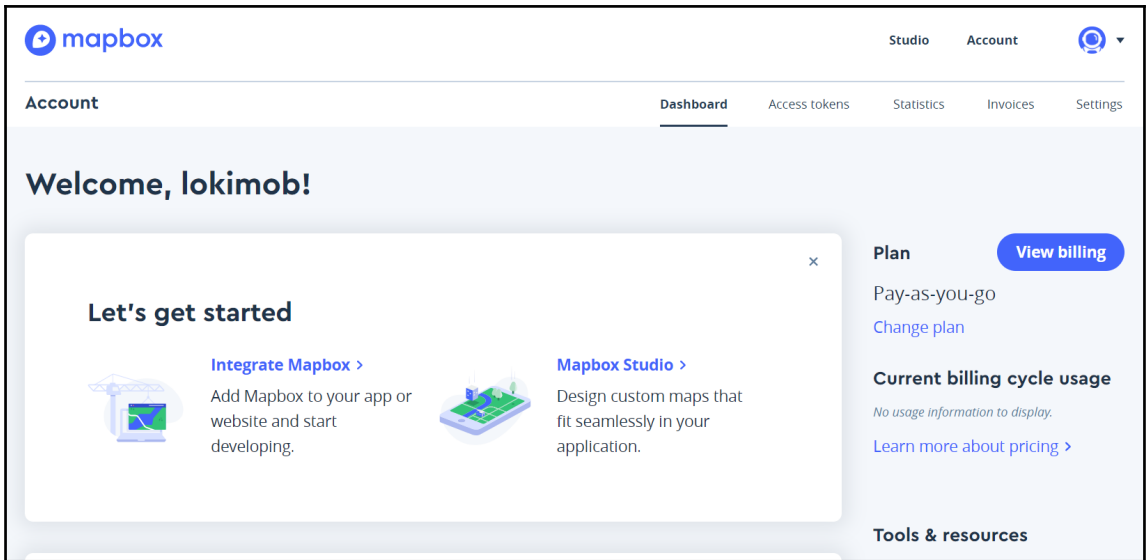 mapbox
Studio Account
Account
Dashboard Access tokens Statistics Invoices Settings
Welcome, lokimob!
×
Let's get started
Integrate Mapbox >
Add Mapbox to your app or
website and start
developing.
Mapbox Studio >
Design custom maps that
fit seamlessly in your
application.
Plan
View billing
Pay-as-you-go
Change plan
Current billing cycle usage
No usage information to display.
Learn more about pricing >
Tools & resources